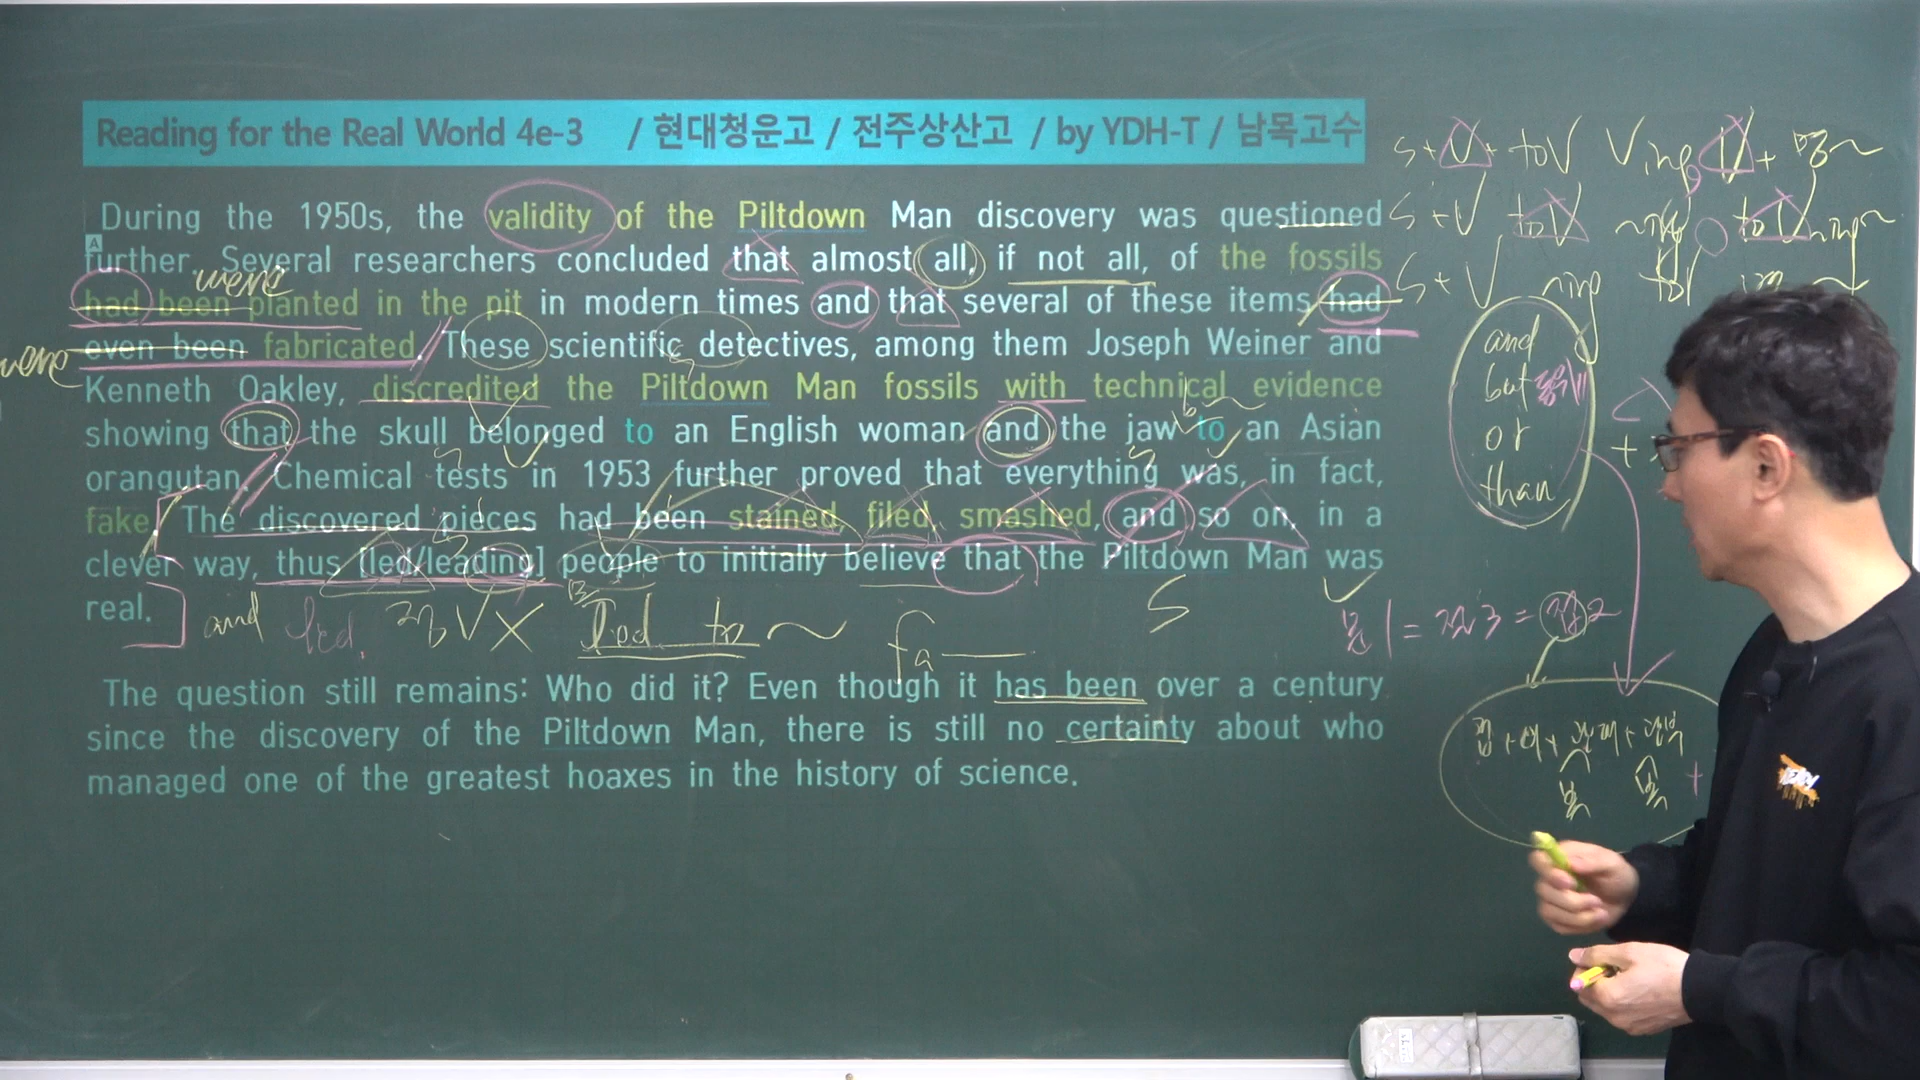 Reading for the Real World 4e-3 / 현대청운고 / 전주상산고 / by YDH-T / 남목고수
During the 1950s, the validity of the Piltdown Man discovery was questioned
A
further. Several researchers concluded that almost all, if not all, of the fossils
were
had been planted in the pit in modern times and that several of these items had
were
even been fabricated. These scientific detectives, among them Joseph Weiner and
Kenneth Oakley, discredited the Piltdown Man fossils with technical evidence
showing that the skull belonged to an English woman and the jaw to an Asian
orangutan. Chemical tests in 1953 further proved that everything was, in fact,
fake. The discovered pieces had been stained, filed, smashed, and so on, in a
clever way, thus [led/leading] people to initially believe that the Piltdown Man was
real.
and led. V X led to ~ fa
S
The question still remains: Who did it? Even though it has been over a century
since the discovery of the Piltdown Man, there is still no certainty about who
managed one of the greatest hoaxes in the history of science.
S + V + toV Ving
S + V toV
S + V
and
but
or
than